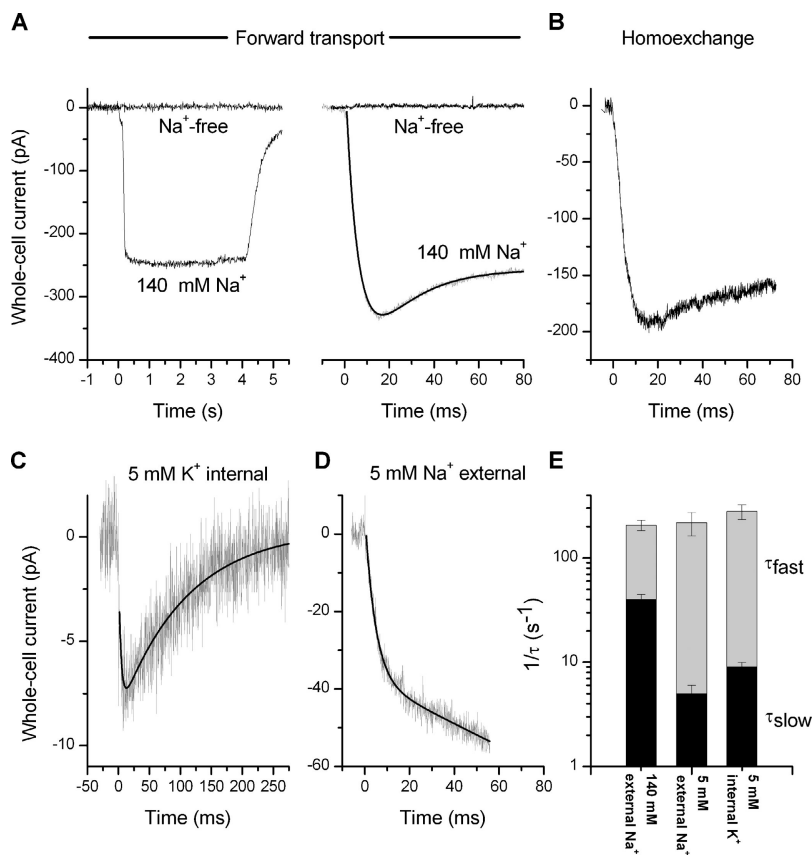 A
Forward transport
B
Homoexchange
Whole-cell current (pA)
0
-100
-200
-300
-400
Na⁺-free
140 mM Na⁺
-1 0 1 2 3 4 5
Time (s)
Na⁺-free
140 mM Na⁺
0 20 40 60 80
Time (ms)
0
-50
-100
-150
-200
0 20 40 60 80
Time (ms)
C
5 mM K⁺ internal
Whole-cell current (pA)
0
-5
-10
-50 0 50 100 150 200 250
Time (ms)
D
5 mM Na⁺ external
0
-20
-40
-60
0 20 40 60 80
Time (ms)
E
1/τ (s⁻¹)
100
10
1
τfast
τslow
140 mM
external Na⁺
5 mM
external Na⁺
5 mM
internal K⁺